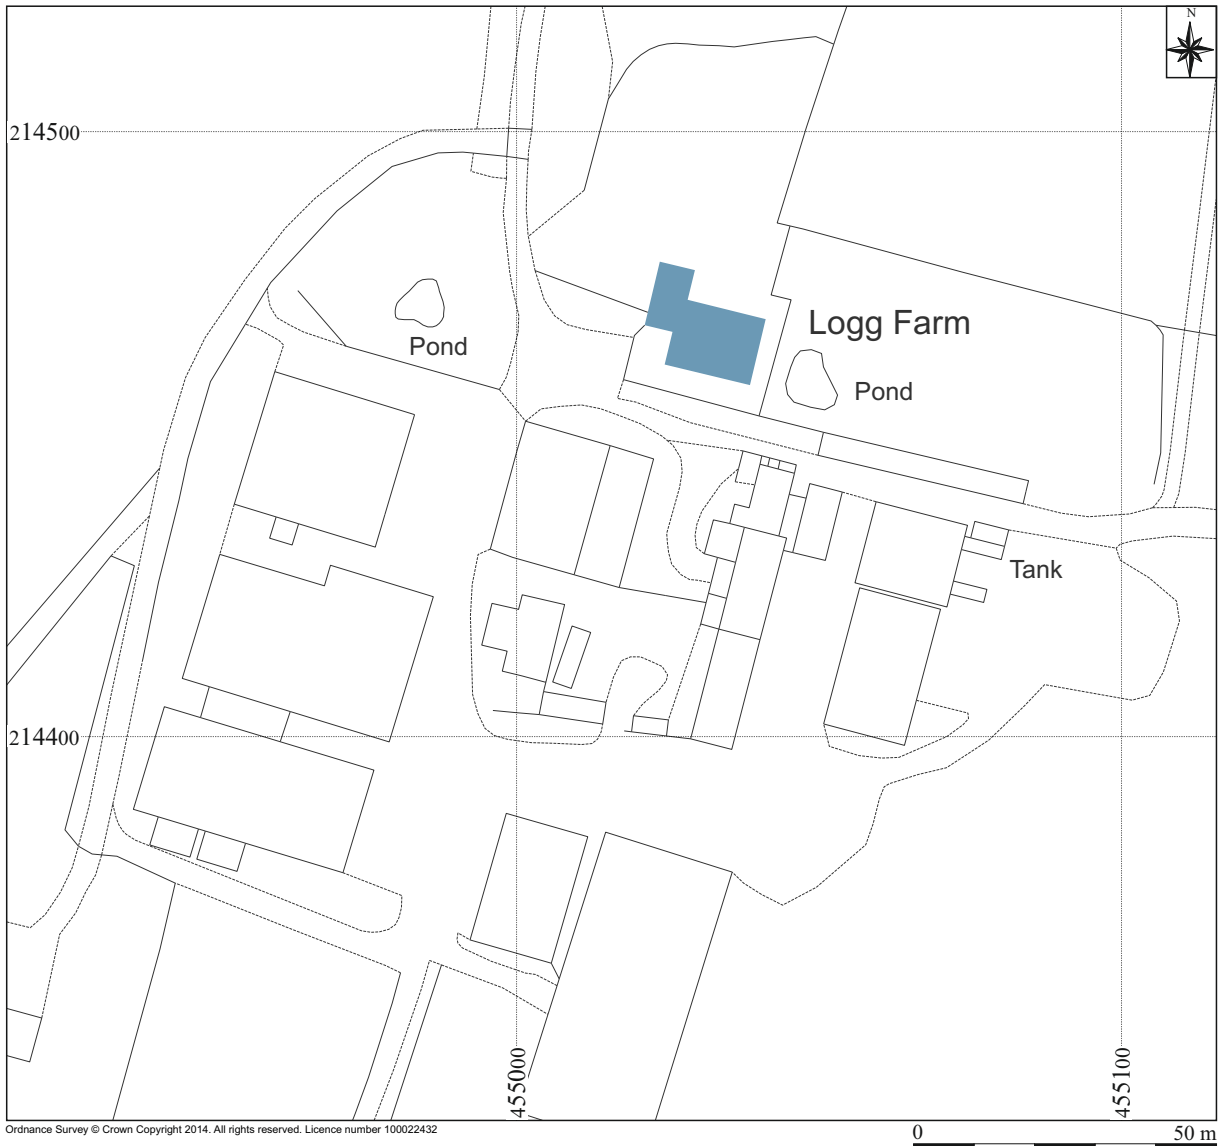 N
214500
Logg Farm
Pond
Pond
Tank
214400
455000
455100
Ordnance Survey © Crown Copyright 2014. All rights reserved. Licence number 100022432
0 50 m